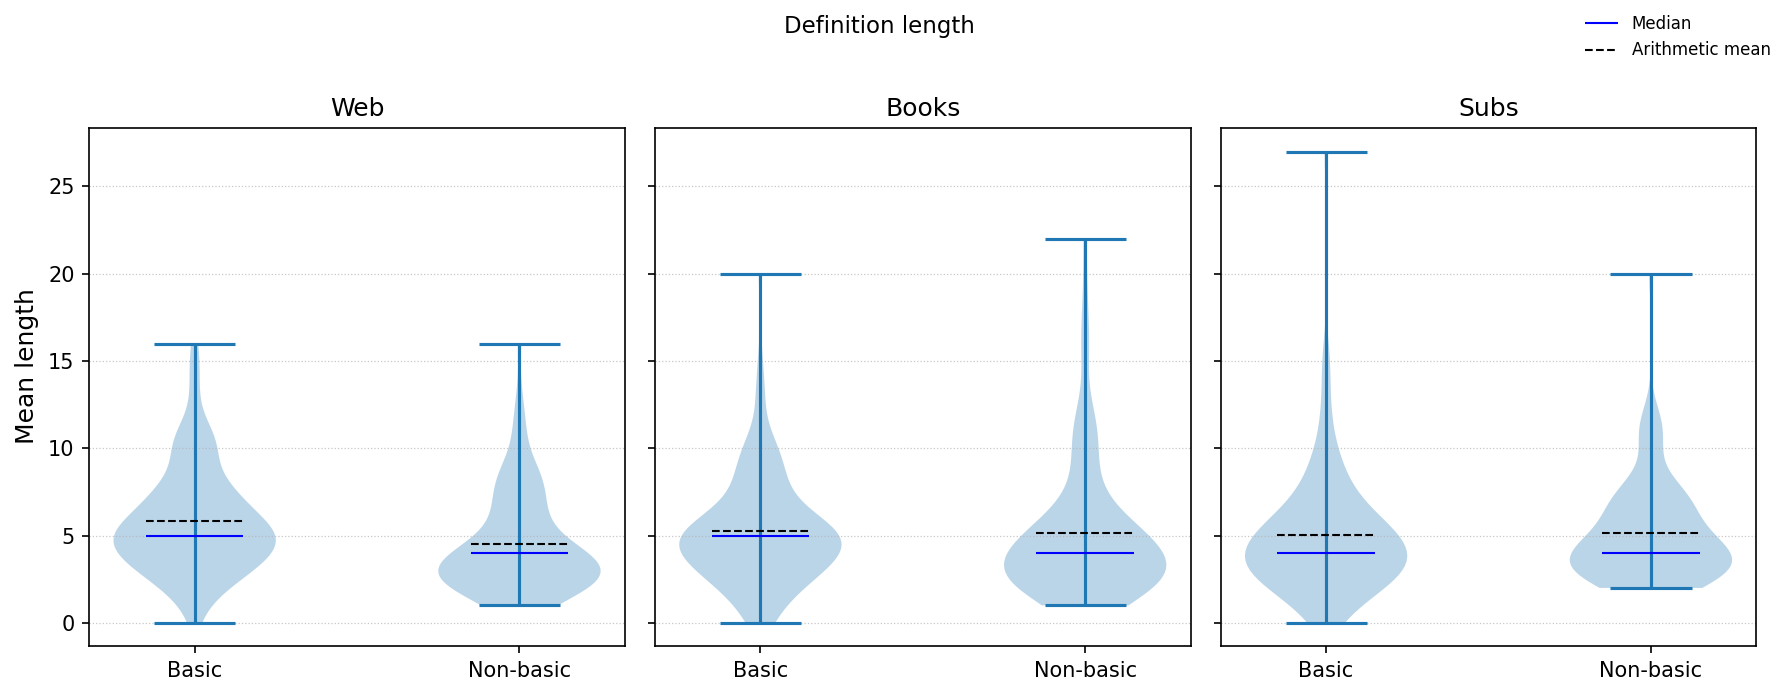 Definition length
Median
Arithmetic mean
Web
Books
Subs
Mean length
25
20
15
10
5
0
Basic
Non-basic
Basic
Non-basic
Basic
Non-basic